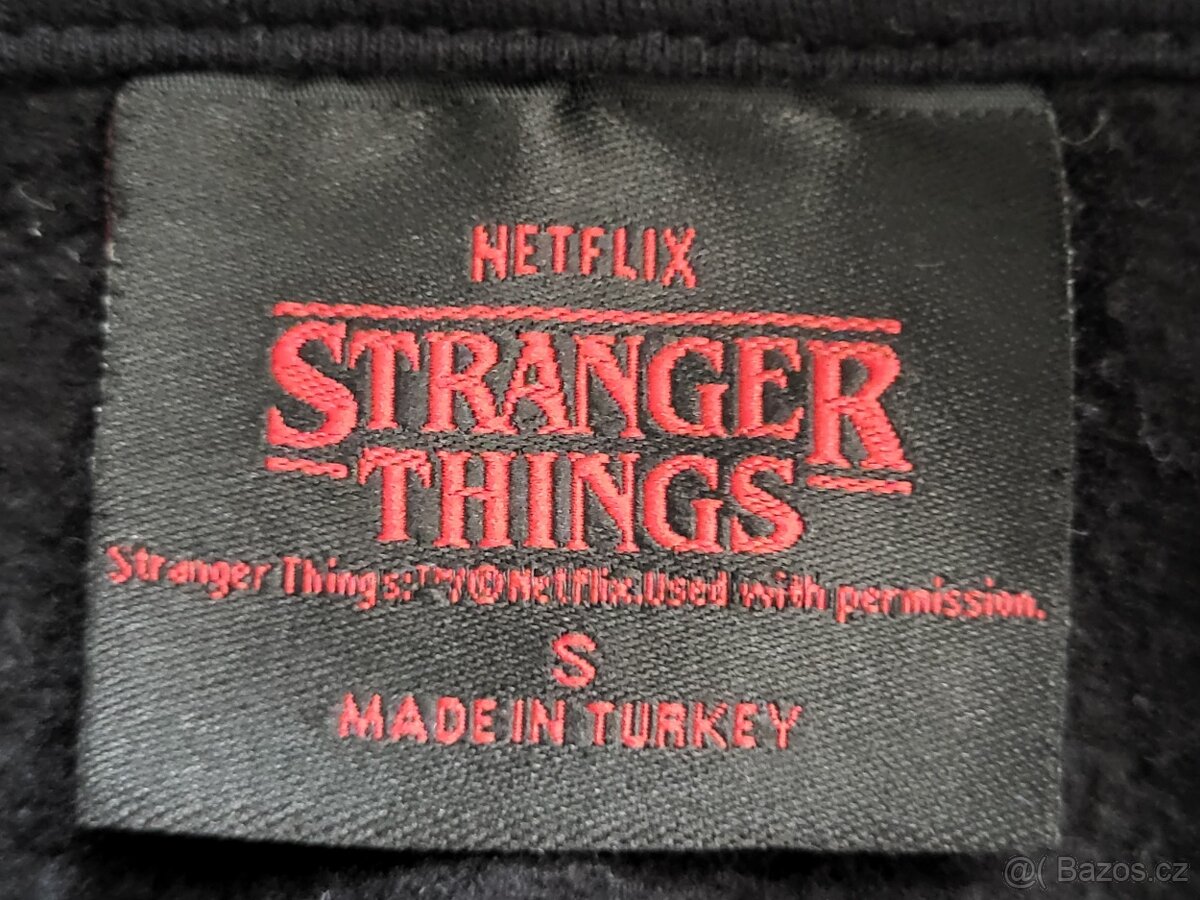 NETFLIX
STRANGER
THINGS
Stranger Things:™/©Netflix.Used with permission.
S
MADE IN TURKEY
@( Bazos.cz